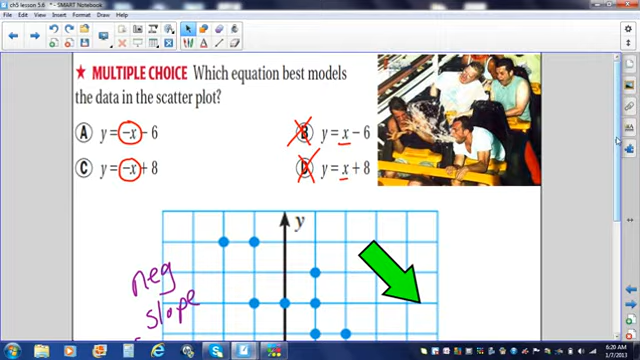 ch5 lesson 5.6 - SMART Notebook
File Edit View Insert Format Draw Help
★ MULTIPLE CHOICE Which equation best models
the data in the scatter plot?
A y = -x - 6
B y = x - 6
C y = -x + 8
D y = x + 8
y
neg
slope
6:20 AM
1/7/2013